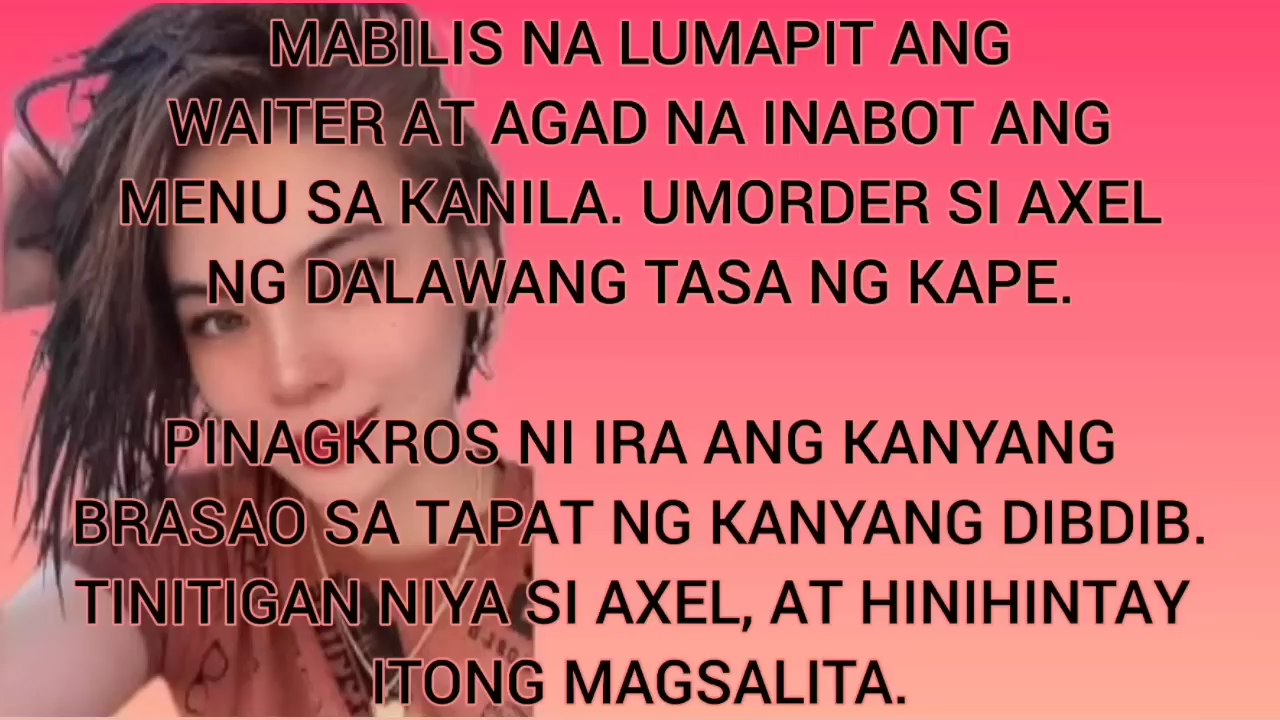 MABILIS NA LUMAPIT ANG
WAITER AT AGAD NA INABOT ANG
MENU SA KANILA. UMORDER SI AXEL
NG DALAWANG TASA NG KAPE.
PINAGKROS NI IRA ANG KANYANG
BRASAO SA TAPAT NG KANYANG DIBDIB.
TINITIGAN NIYA SI AXEL, AT HINIHINTAY
ITONG MAGSALITA.